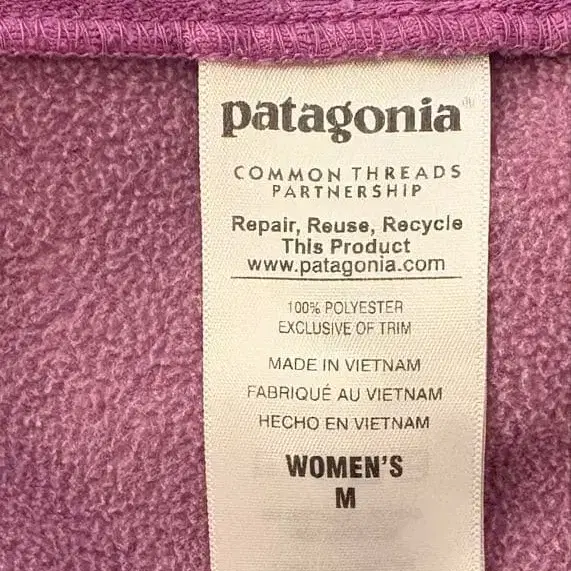 patagonia®
COMMON THREADS
PARTNERSHIP
Repair, Reuse, Recycle
This Product
www.patagonia.com
100% POLYESTER
EXCLUSIVE OF TRIM
MADE IN VIETNAM
FABRIQUÉ AU VIETNAM
HECHO EN VIETNAM
WOMEN'S
M